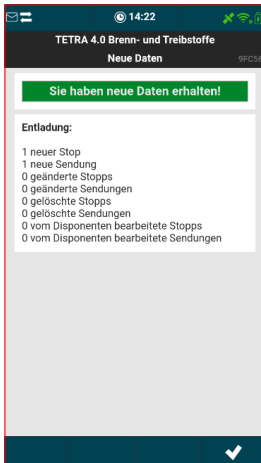 14:22
TETRA 4.0 Brenn- und Treibstoffe
Neue Daten
9FC56
Sie haben neue Daten erhalten!
Entladung:
1 neuer Stop
1 neue Sendung
0 geänderte Stopps
0 geänderte Sendungen
0 gelöschte Stopps
0 gelöschte Sendungen
0 vom Disponenten bearbeitete Stopps
0 vom Disponenten bearbeitete Sendungen